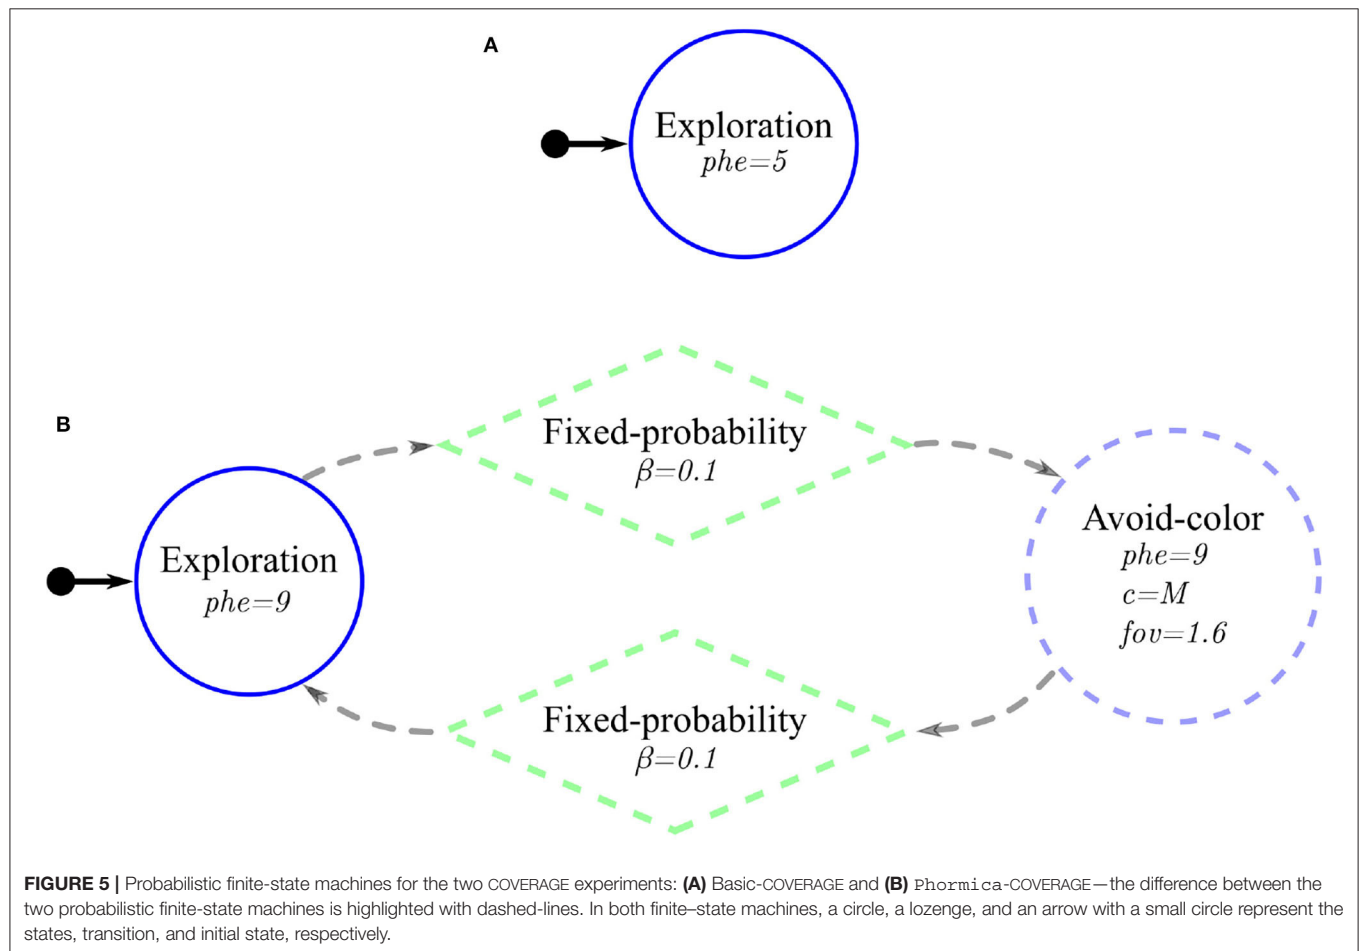 A
Exploration
phe=5
B
Fixed-probability
β=0.1
Exploration
phe=9
Avoid-color
phe=9
c=M
fov=1.6
Fixed-probability
β=0.1
FIGURE 5 | Probabilistic finite-state machines for the two COVERAGE experiments: (A) Basic-COVERAGE and (B) Phormica-COVERAGE—the difference between the
two probabilistic finite-state machines is highlighted with dashed-lines. In both finite–state machines, a circle, a lozenge, and an arrow with a small circle represent the
states, transition, and initial state, respectively.